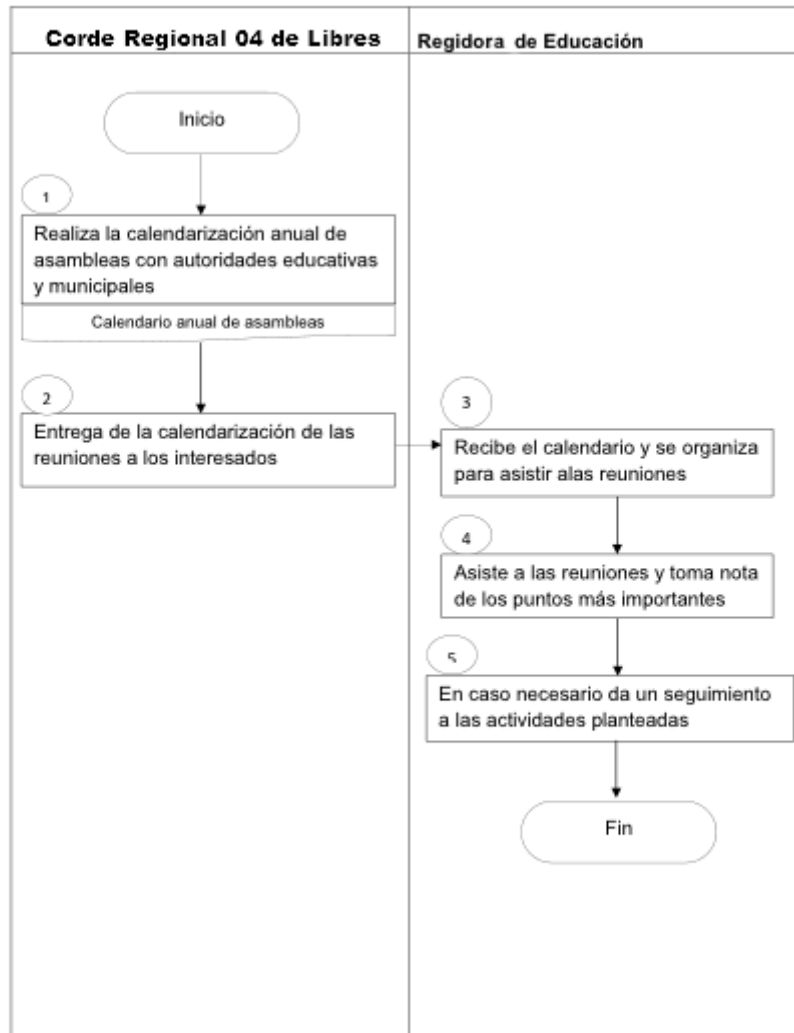 Corde Regional 04 de Libres
Regidora de Educación
Inicio
1
Realiza la calendarización anual de
asambleas con autoridades educativas
y municipales
Calendario anual de asambleas
2
Entrega de la calendarización de las
reuniones a los interesados
3
Recibe el calendario y se organiza
para asistir alas reuniones
4
Asiste a las reuniones y toma nota
de los puntos más importantes
5
En caso necesario da un seguimiento
a las actividades planteadas
Fin